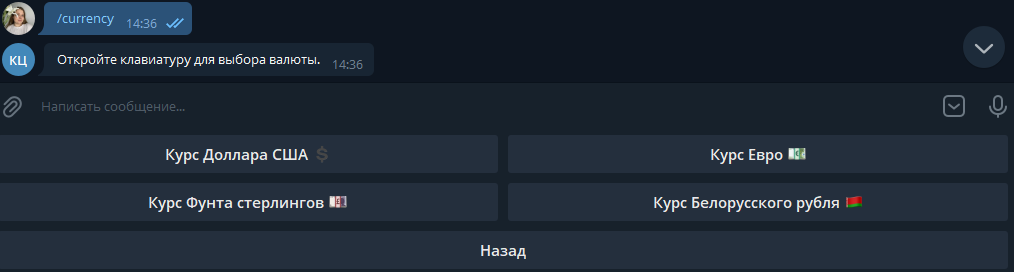 /currency 14:36
КЦ
Откройте клавиатуру для выбора валюты. 14:36
Написать сообщение...
Курс Доллара США 💲 Курс Евро 💶
Курс Фунта стерлингов 💷 Курс Белорусского рубля 🇧🇾
Назад